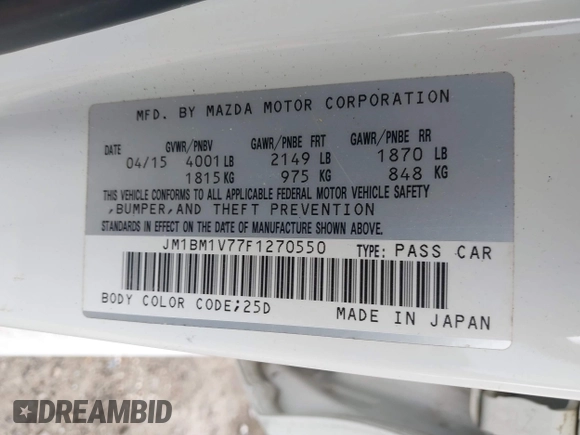 MFD. BY MAZDA MOTOR CORPORATION
DATE GVWR/PNBV GAWR/PNBE FRT GAWR/PNBE RR
04/15 4001 LB 2149 LB 1870 LB
1815 KG 975 KG 848 KG
THIS VEHICLE CONFORMS TO ALL APPLICABLE FEDERAL MOTOR VEHICLE SAFETY
,BUMPER,AND THEFT PREVENTION
STANDARDS IN EFFECT ON THE DATE OF MANUFACTURE SHOWN ABOVE.
JM1BM1V77F1270550 TYPE: PASS CAR
BODY COLOR CODE;25D MADE IN JAPAN
DREAMBID